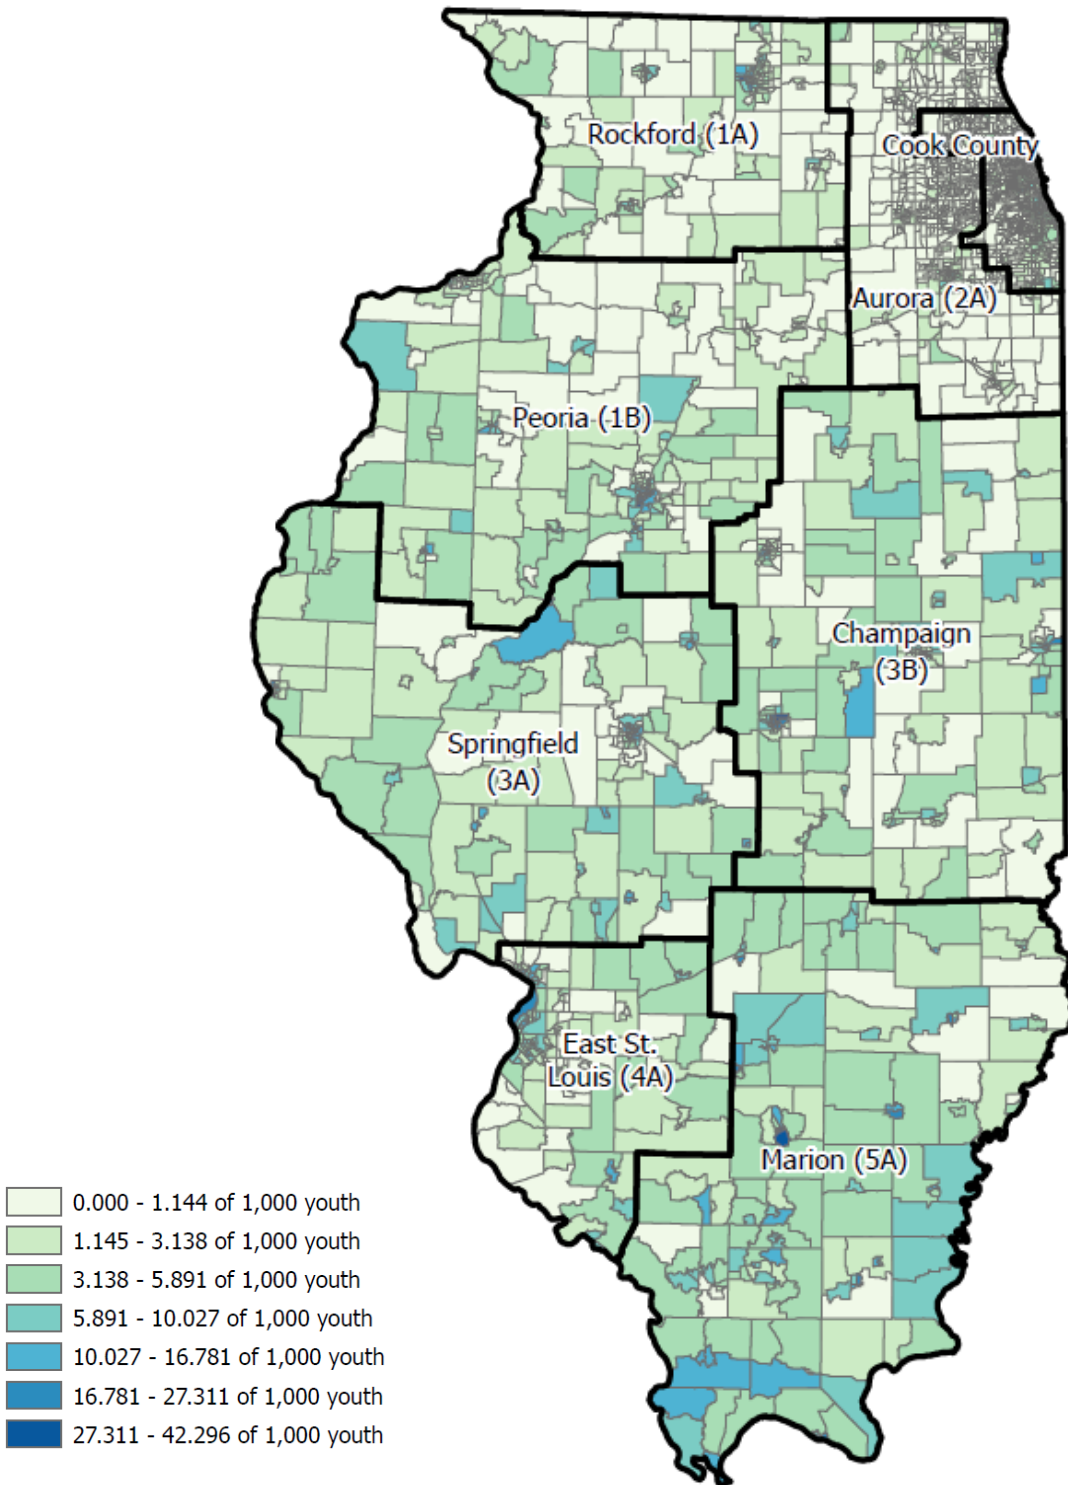 Rockford (1A)
Cook County
Aurora (2A)
Peoria (1B)
Champaign
(3B)
Springfield
(3A)
East St.
Louis (4A)
Marion (5A)
0.000 - 1.144 of 1,000 youth
1.145 - 3.138 of 1,000 youth
3.138 - 5.891 of 1,000 youth
5.891 - 10.027 of 1,000 youth
10.027 - 16.781 of 1,000 youth
16.781 - 27.311 of 1,000 youth
27.311 - 42.296 of 1,000 youth